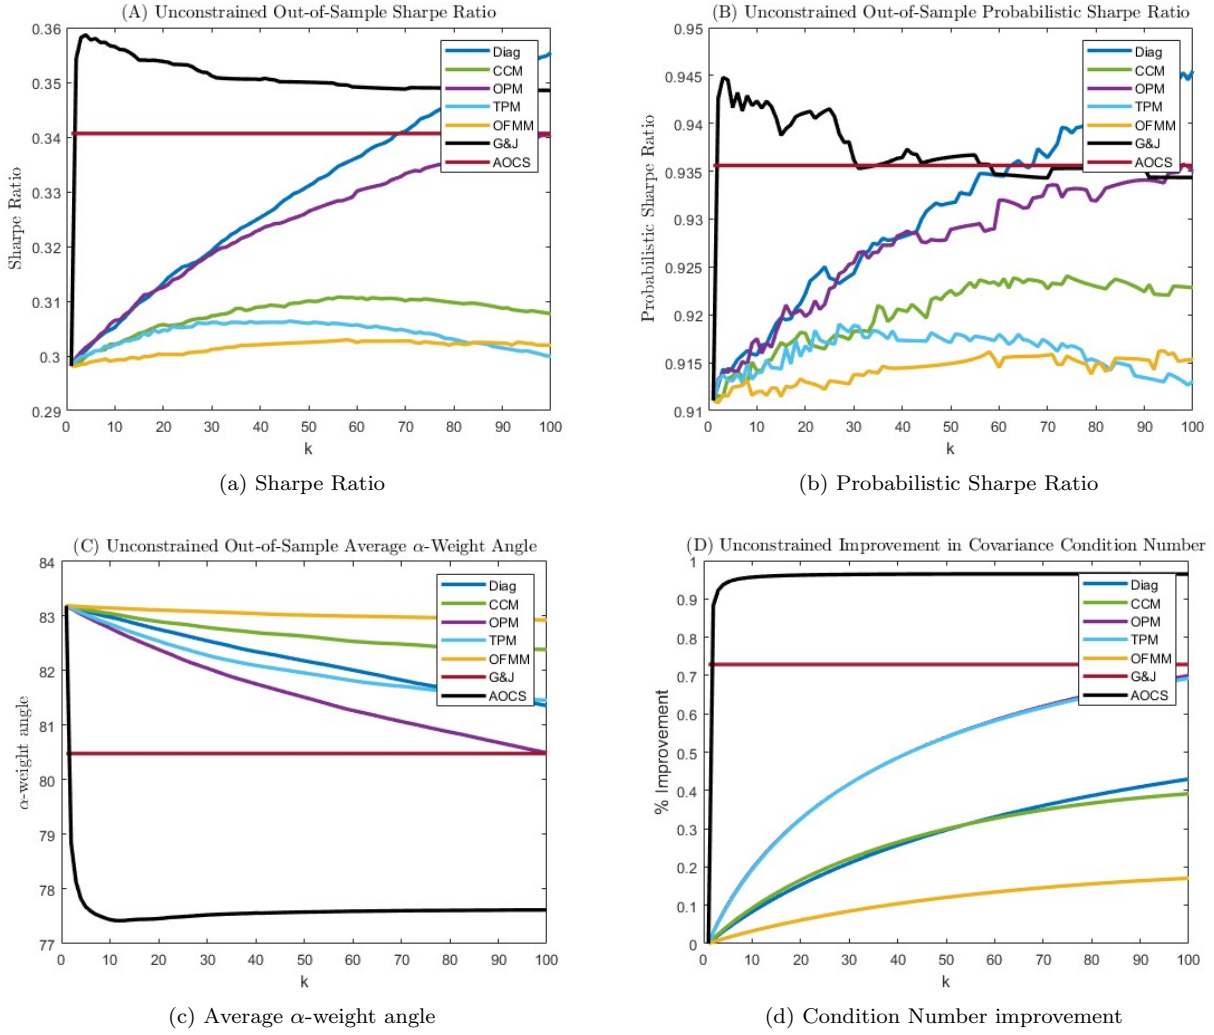 (A) Unconstrained Out-of-Sample Sharpe Ratio
0.36
0.35
0.34
0.33
0.32
0.31
0.3
0.29
Sharpe Ratio
0 10 20 30 40 50 60 70 80 90 100
k
Diag
CCM
OPM
TPM
OFMM
G&J
AOCS
(a) Sharpe Ratio
(B) Unconstrained Out-of-Sample Probabilistic Sharpe Ratio
0.95
0.945
0.94
0.935
0.93
0.925
0.92
0.915
0.91
Probabilistic Sharpe Ratio
0 10 20 30 40 50 60 70 80 90 100
k
Diag
CCM
OPM
TPM
OFMM
G&J
AOCS
(b) Probabilistic Sharpe Ratio
(C) Unconstrained Out-of-Sample Average α-Weight Angle
84
83
82
81
80
79
78
77
α-weight angle
0 10 20 30 40 50 60 70 80 90 100
k
Diag
CCM
OPM
TPM
OFMM
G&J
AOCS
(c) Average α-weight angle
(D) Unconstrained Improvement in Covariance Condition Number
1
0.9
0.8
0.7
0.6
0.5
0.4
0.3
0.2
0.1
0
% Improvement
0 10 20 30 40 50 60 70 80 90 100
k
Diag
CCM
OPM
TPM
OFMM
G&J
AOCS
(d) Condition Number improvement